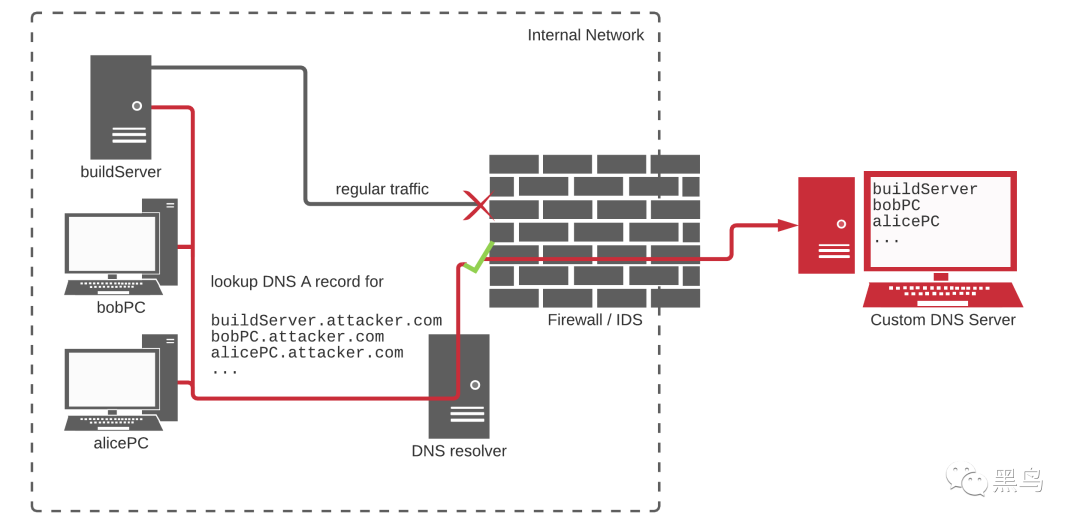 Internal Network
buildServer
regular traffic
bobPC
lookup DNS A record for
buildServer.attacker.com
bobPC.attacker.com
alicePC.attacker.com
...
alicePC
DNS resolver
Firewall / IDS
buildServer
bobPC
alicePC
...
Custom DNS Server
黑鸟